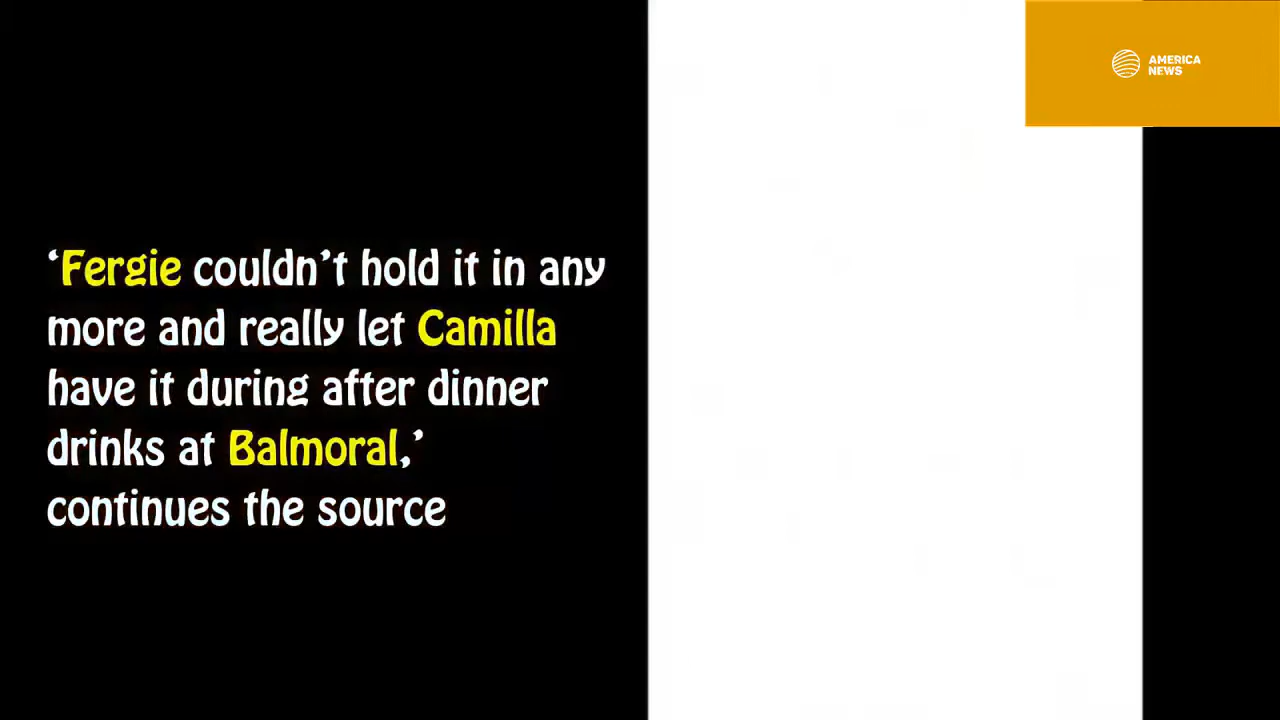 AMERICA
NEWS
‘Fergie couldn’t hold it in any
more and really let Camilla
have it during after dinner
drinks at Balmoral,’
continues the source